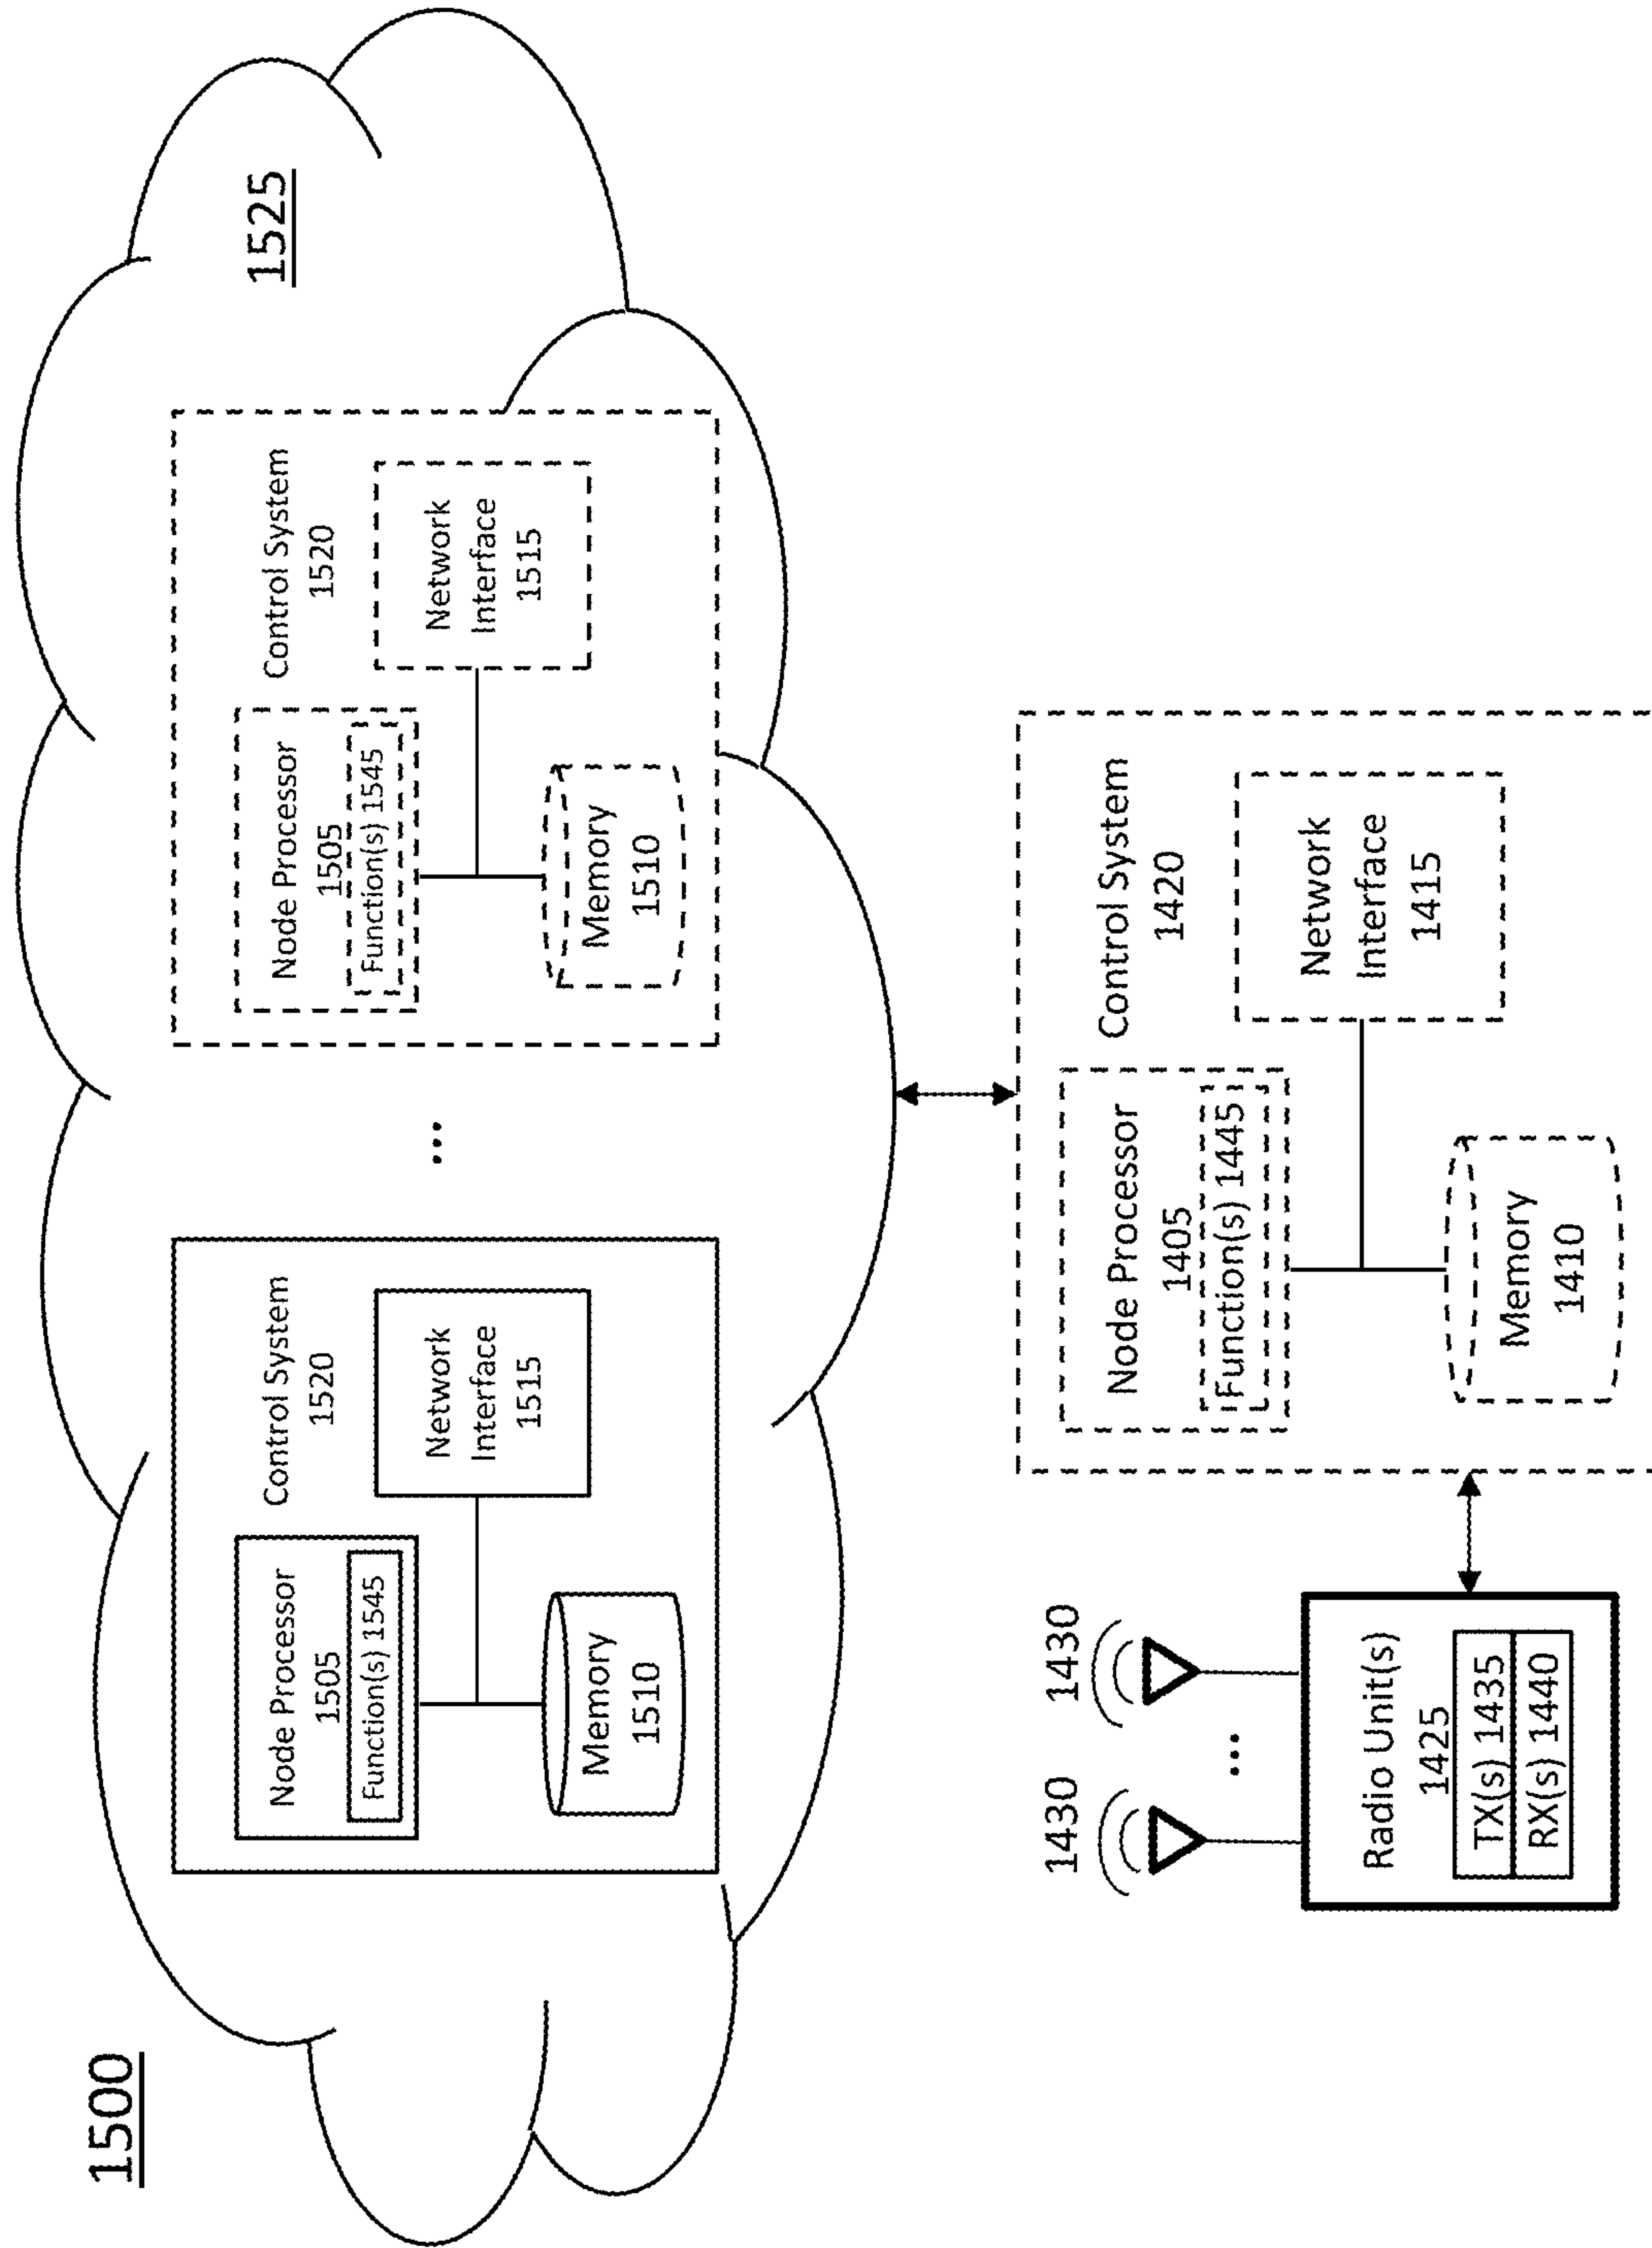 1500
1525
Control System
1520
Node Processor
1505
Function(s) 1545
Network
Interface
1515
Memory
1510
...
Control System
1520
Node Processor
1505
Function(s) 1545
Network
Interface
1515
Memory
1510
1430
...
1430
Radio Unit(s)
1425
TX(s) 1435
RX(s) 1440
Control System
1420
Node Processor
1405
Function(s) 1445
Network
Interface
1415
Memory
1410